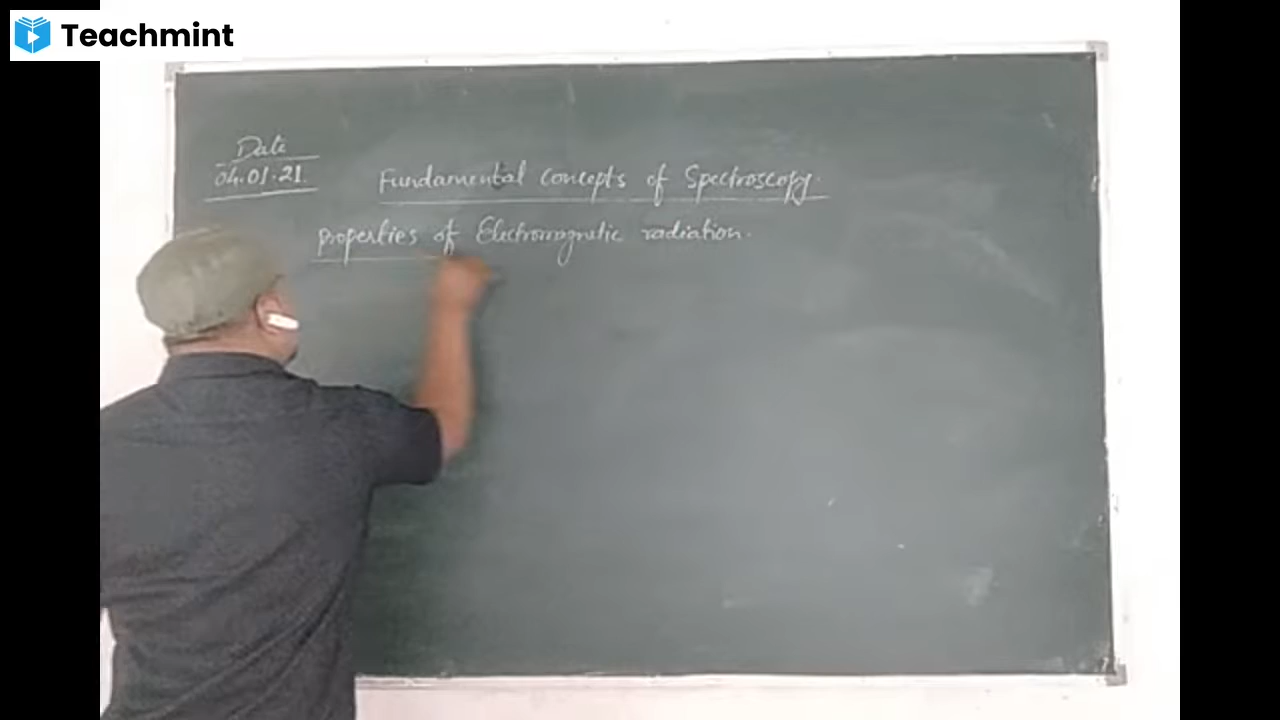 Teachmint
Date
04.01.21.
Fundamental concepts of Spectroscopy.
properties of Electromagnetic radiation.